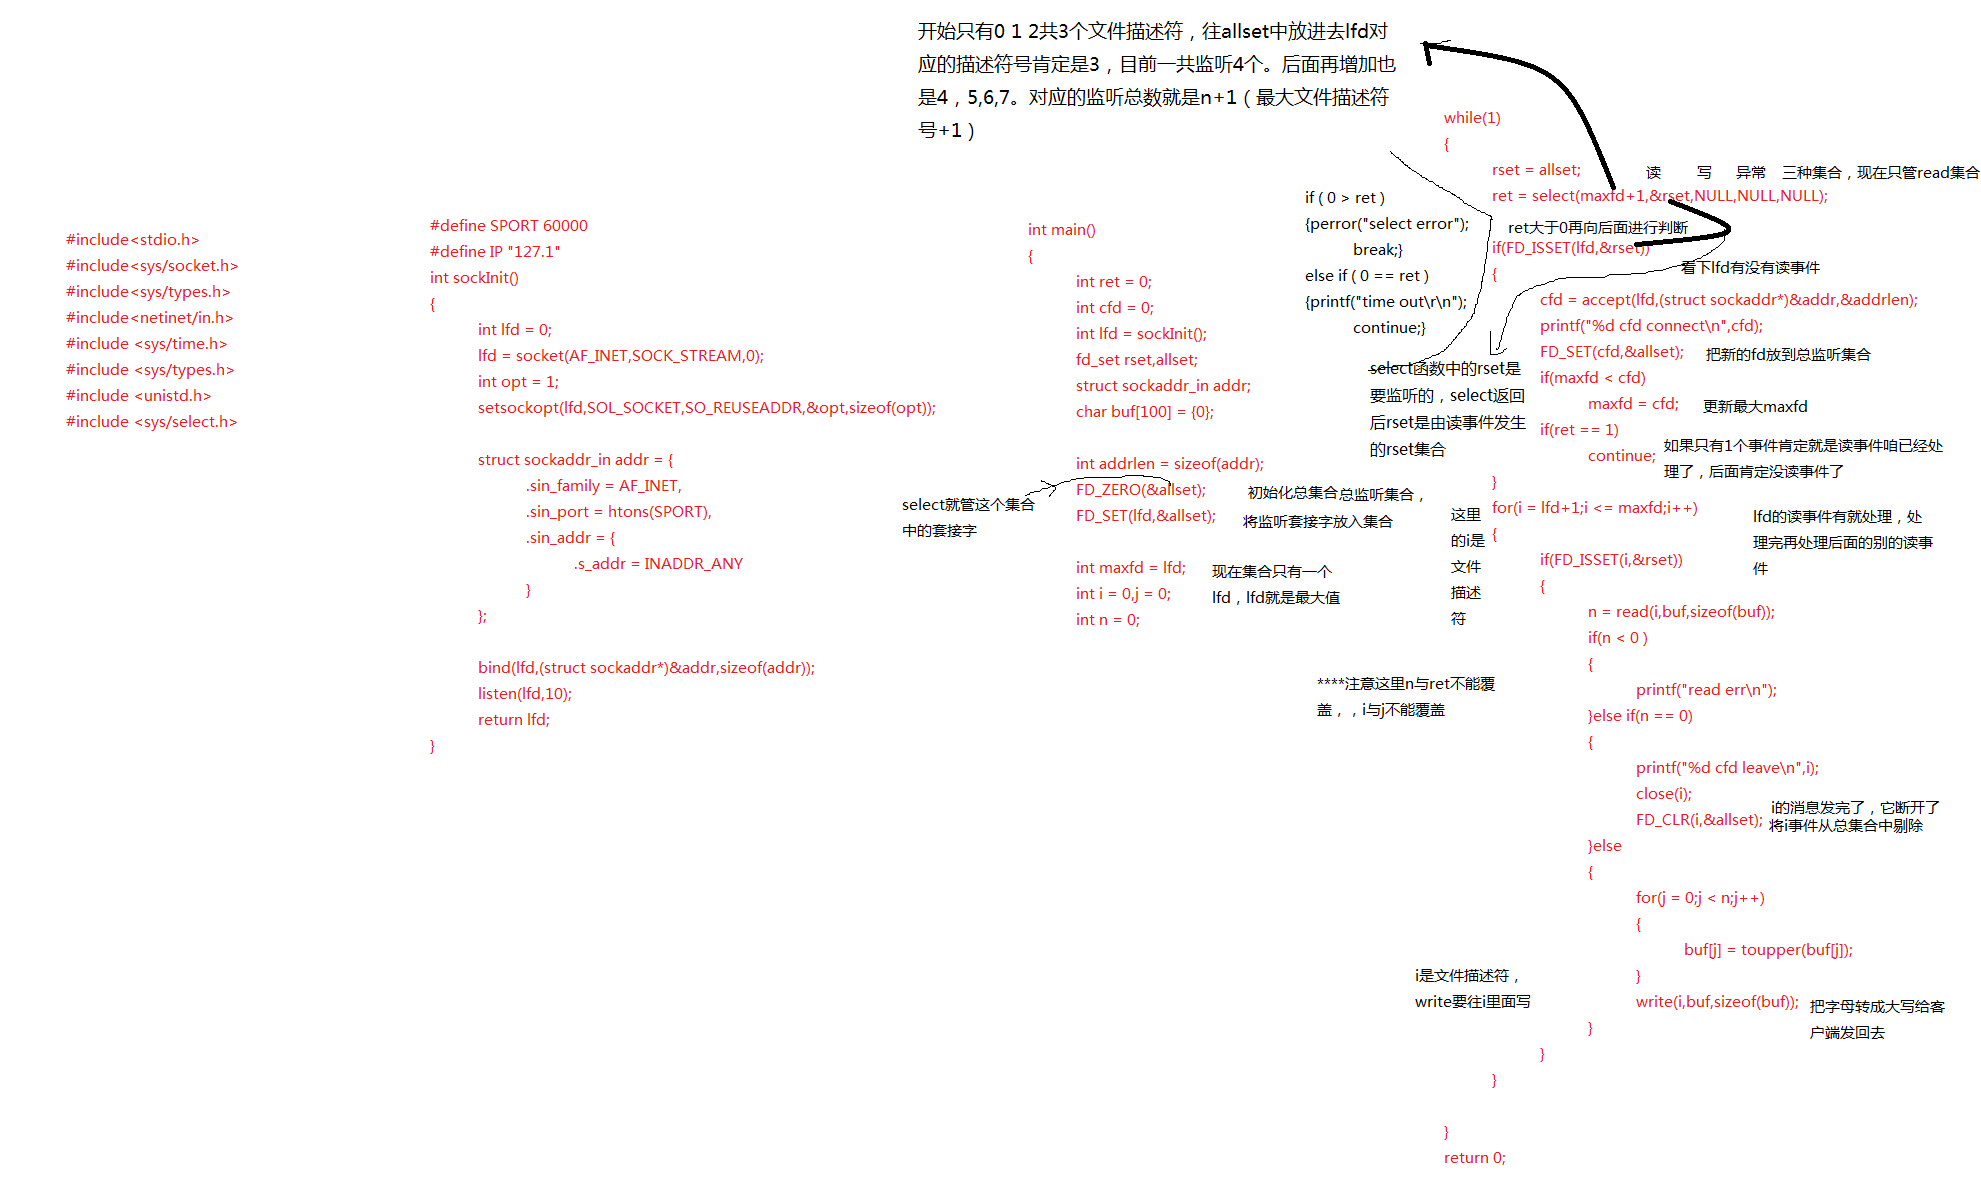 开始只有0 1 2共3个文件描述符，往allset中放进去lfd对
应的描述符号肯定是3，目前一共监听4个。后面再增加也
是4，5,6,7。对应的监听总数就是n+1（最大文件描述符
号+1）
#include<stdio.h>
#include<sys/socket.h>
#include<sys/types.h>
#include<netinet/in.h>
#include <sys/time.h>
#include <sys/types.h>
#include <unistd.h>
#include <sys/select.h>
#define SPORT 60000
#define IP "127.1"
int sockInit()
{
int lfd = 0;
lfd = socket(AF_INET,SOCK_STREAM,0);
int opt = 1;
setsockopt(lfd,SOL_SOCKET,SO_REUSEADDR,&opt,sizeof(opt));
struct sockaddr_in addr = {
.sin_family = AF_INET,
.sin_port = htons(SPORT),
.sin_addr = {
.s_addr = INADDR_ANY
}
};
bind(lfd,(struct sockaddr*)&addr,sizeof(addr));
listen(lfd,10);
return lfd;
}
int main()
{
int ret = 0;
int cfd = 0;
int lfd = sockInit();
fd_set rset,allset;
struct sockaddr_in addr;
char buf[100] = {0};
int addrlen = sizeof(addr);
FD_ZERO(&allset);
FD_SET(lfd,&allset);
int maxfd = lfd;
int i = 0,j = 0;
int n = 0;
select就管这个集合
中的套接字
初始化总集合总监听集合，
将监听套接字放入集合
现在集合只有一个
lfd，lfd就是最大值
if ( 0 > ret )
{perror("select error");
break;}
else if ( 0 == ret )
{printf("time out\r\n");
continue;}
select函数中的rset是
要监听的，select返回
后rset是由读事件发生
的rset集合
****注意这里n与ret不能覆
盖，，i与j不能覆盖
while(1)
{
rset = allset;
读 写 异常 三种集合，现在只管read集合
ret = select(maxfd+1,&rset,NULL,NULL,NULL);
ret大于0再向后面进行判断
if(FD_ISSET(lfd,&rset))
看下lfd有没有读事件
{
cfd = accept(lfd,(struct sockaddr*)&addr,&addrlen);
printf("%d cfd connect\n",cfd);
FD_SET(cfd,&allset);
把新的fd放到总监听集合
if(maxfd < cfd)
maxfd = cfd;
更新最大maxfd
if(ret == 1)
continue;
如果只有1个事件肯定就是读事件咱已经处
理了，后面肯定没读事件了
}
for(i = lfd+1;i <= maxfd;i++)
这里
的i是
文件
描述
符
lfd的读事件有就处理，处
理完再处理后面的别的读事
件
{
if(FD_ISSET(i,&rset))
{
n = read(i,buf,sizeof(buf));
if(n < 0 )
{
printf("read err\n");
}else if(n == 0)
{
printf("%d cfd leave\n",i);
close(i);
FD_CLR(i,&allset);
i的消息发完了，它断开了
将i事件从总集合中剔除
}else
{
for(j = 0;j < n;j++)
{
buf[j] = toupper(buf[j]);
}
i是文件描述符，
write要往i里面写
write(i,buf,sizeof(buf));
把字母转成大写给客
户端发回去
}
}
}
}
return 0;